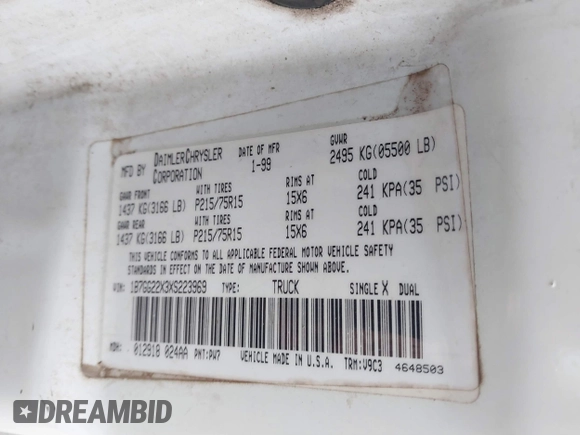 MFD BY DAIMLERCHRYSLER CORPORATION DATE OF MFR 1-99 GVWR 2495 KG(05500 LB)
GAWR FRONT WITH TIRES RIMS AT COLD
1437 KG(3166 LB) P215/75R15 15X6 241 KPA(35 PSI)
GAWR REAR WITH TIRES RIMS AT COLD
1437 KG(3166 LB) P215/75R15 15X6 241 KPA(35 PSI)
THIS VEHICLE CONFORMS TO ALL APPLICABLE FEDERAL MOTOR VEHICLE SAFETY
STANDARDS IN EFFECT ON THE DATE OF MANUFACTURE SHOWN ABOVE.
VIN: 1B7GG22X3XS223969 TYPE: TRUCK SINGLE X DUAL
MDH: 012918 024AA PNT:PW7 VEHICLE MADE IN U.S.A. TRM:V9C3 4648503
DREAMBID
.COM